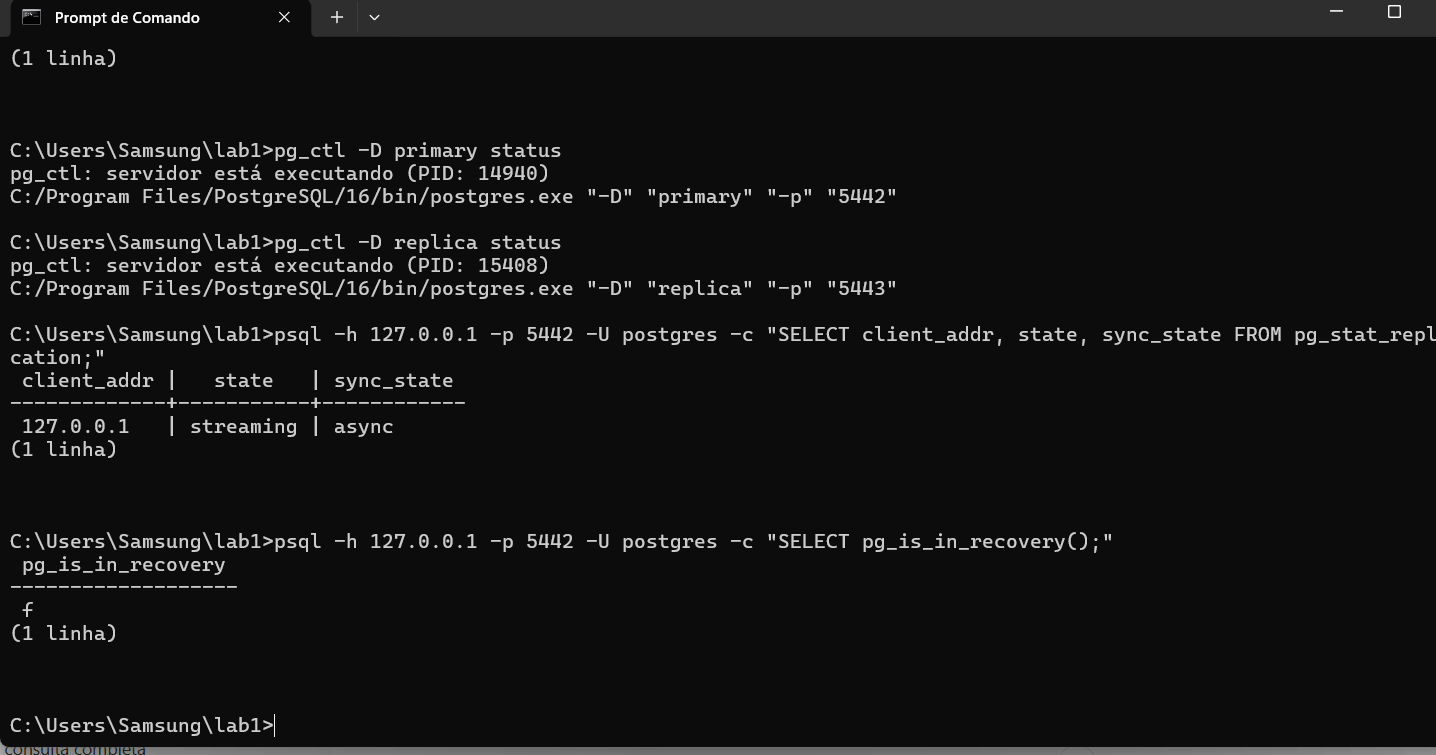 Prompt de Comando
(1 linha)
C:\Users\Samsung\lab1>pg_ctl -D primary status
pg_ctl: servidor está executando (PID: 14940)
C:/Program Files/PostgreSQL/16/bin/postgres.exe "-D" "primary" "-p" "5442"
C:\Users\Samsung\lab1>pg_ctl -D replica status
pg_ctl: servidor está executando (PID: 15408)
C:/Program Files/PostgreSQL/16/bin/postgres.exe "-D" "replica" "-p" "5443"
C:\Users\Samsung\lab1>psql -h 127.0.0.1 -p 5442 -U postgres -c "SELECT client_addr, state, sync_state FROM pg_stat_repl
cation;"
 client_addr |   state   | sync_state
-------------+-----------+------------
 127.0.0.1   | streaming | async
(1 linha)
C:\Users\Samsung\lab1>psql -h 127.0.0.1 -p 5442 -U postgres -c "SELECT pg_is_in_recovery();"
 pg_is_in_recovery
-------------------
 f
(1 linha)
C:\Users\Samsung\lab1>
consulta completa